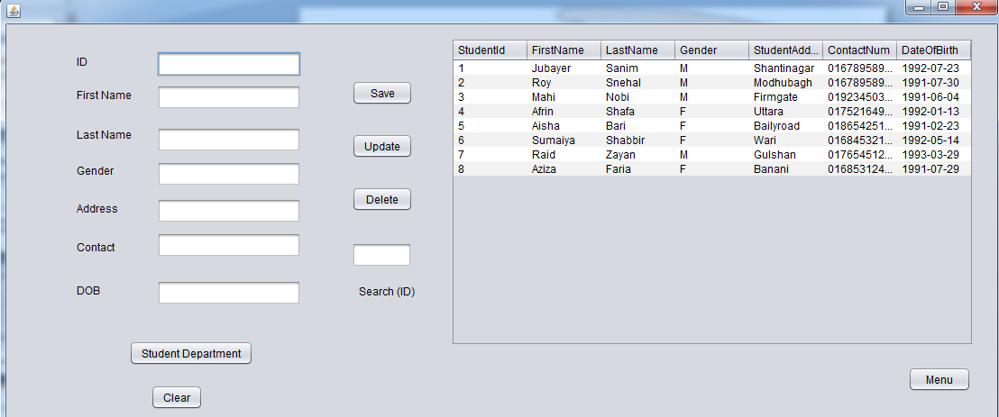 ID
First Name
Last Name
Gender
Address
Contact
DOB
Student Department
Clear
Save
Update
Delete
Search (ID)
StudentId FirstName LastName Gender StudentAdd... ContactNum DateOfBirth
1 Jubayer Sanim M Shantinagar 016789589... 1992-07-23
2 Roy Snehal M Modhubagh 016789589... 1991-07-30
3 Mahi Nobi M Firmgate 019234503... 1991-06-04
4 Afrin Shafa F Uttara 017521649... 1992-01-13
5 Aisha Bari F Bailyroad 018654251... 1991-02-23
6 Sumaiya Shabbir F Wari 016845321... 1992-05-14
7 Raid Zayan M Gulshan 017654512... 1993-03-29
8 Aziza Faria F Banani 016853124... 1991-07-29
Menu